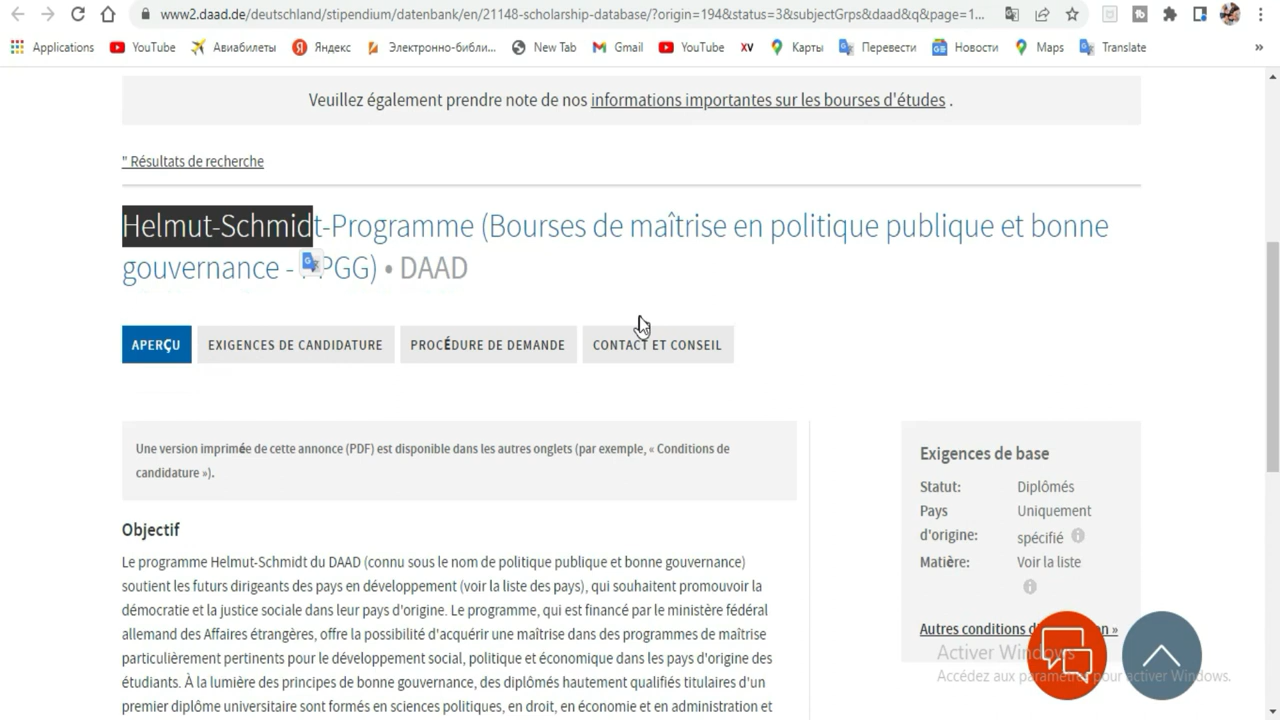 www2.daad.de/deutschland/stipendium/datenbank/en/21148-scholarship-database/?origin=194&status=3&subjectGrps&daad&q&page=1...
Applications YouTube Авиабилеты Яндекс Электронно-библи... New Tab Gmail YouTube XV Карты Перевести Новости Maps Translate »
Veuillez également prendre note de nos informations importantes sur les bourses d'études .
" Résultats de recherche
Helmut-Schmidt-Programme (Bourses de maîtrise en politique publique et bonne
gouvernance - PPGG) • DAAD
APERÇU EXIGENCES DE CANDIDATURE PROCÉDURE DE DEMANDE CONTACT ET CONSEIL
Une version imprimée de cette annonce (PDF) est disponible dans les autres onglets (par exemple, « Conditions de
candidature »).
Objectif
Le programme Helmut-Schmidt du DAAD (connu sous le nom de politique publique et bonne gouvernance)
soutient les futurs dirigeants des pays en développement (voir la liste des pays), qui souhaitent promouvoir la
démocratie et la justice sociale dans leur pays d'origine. Le programme, qui est financé par le ministère fédéral
allemand des Affaires étrangères, offre la possibilité d'acquérir une maîtrise dans des programmes de maîtrise
particulièrement pertinents pour le développement social, politique et économique dans les pays d'origine des
étudiants. À la lumière des principes de bonne gouvernance, des diplômés hautement qualifiés titulaires d'un
premier diplôme universitaire sont formés en sciences politiques, en droit, en économie et en administration et
Exigences de base
Statut: Diplômés
Pays Uniquement
d'origine: spécifié
Matière: Voir la liste
Autres conditions »
Activer Windows
Accédez aux paramètres pour activer Windows.